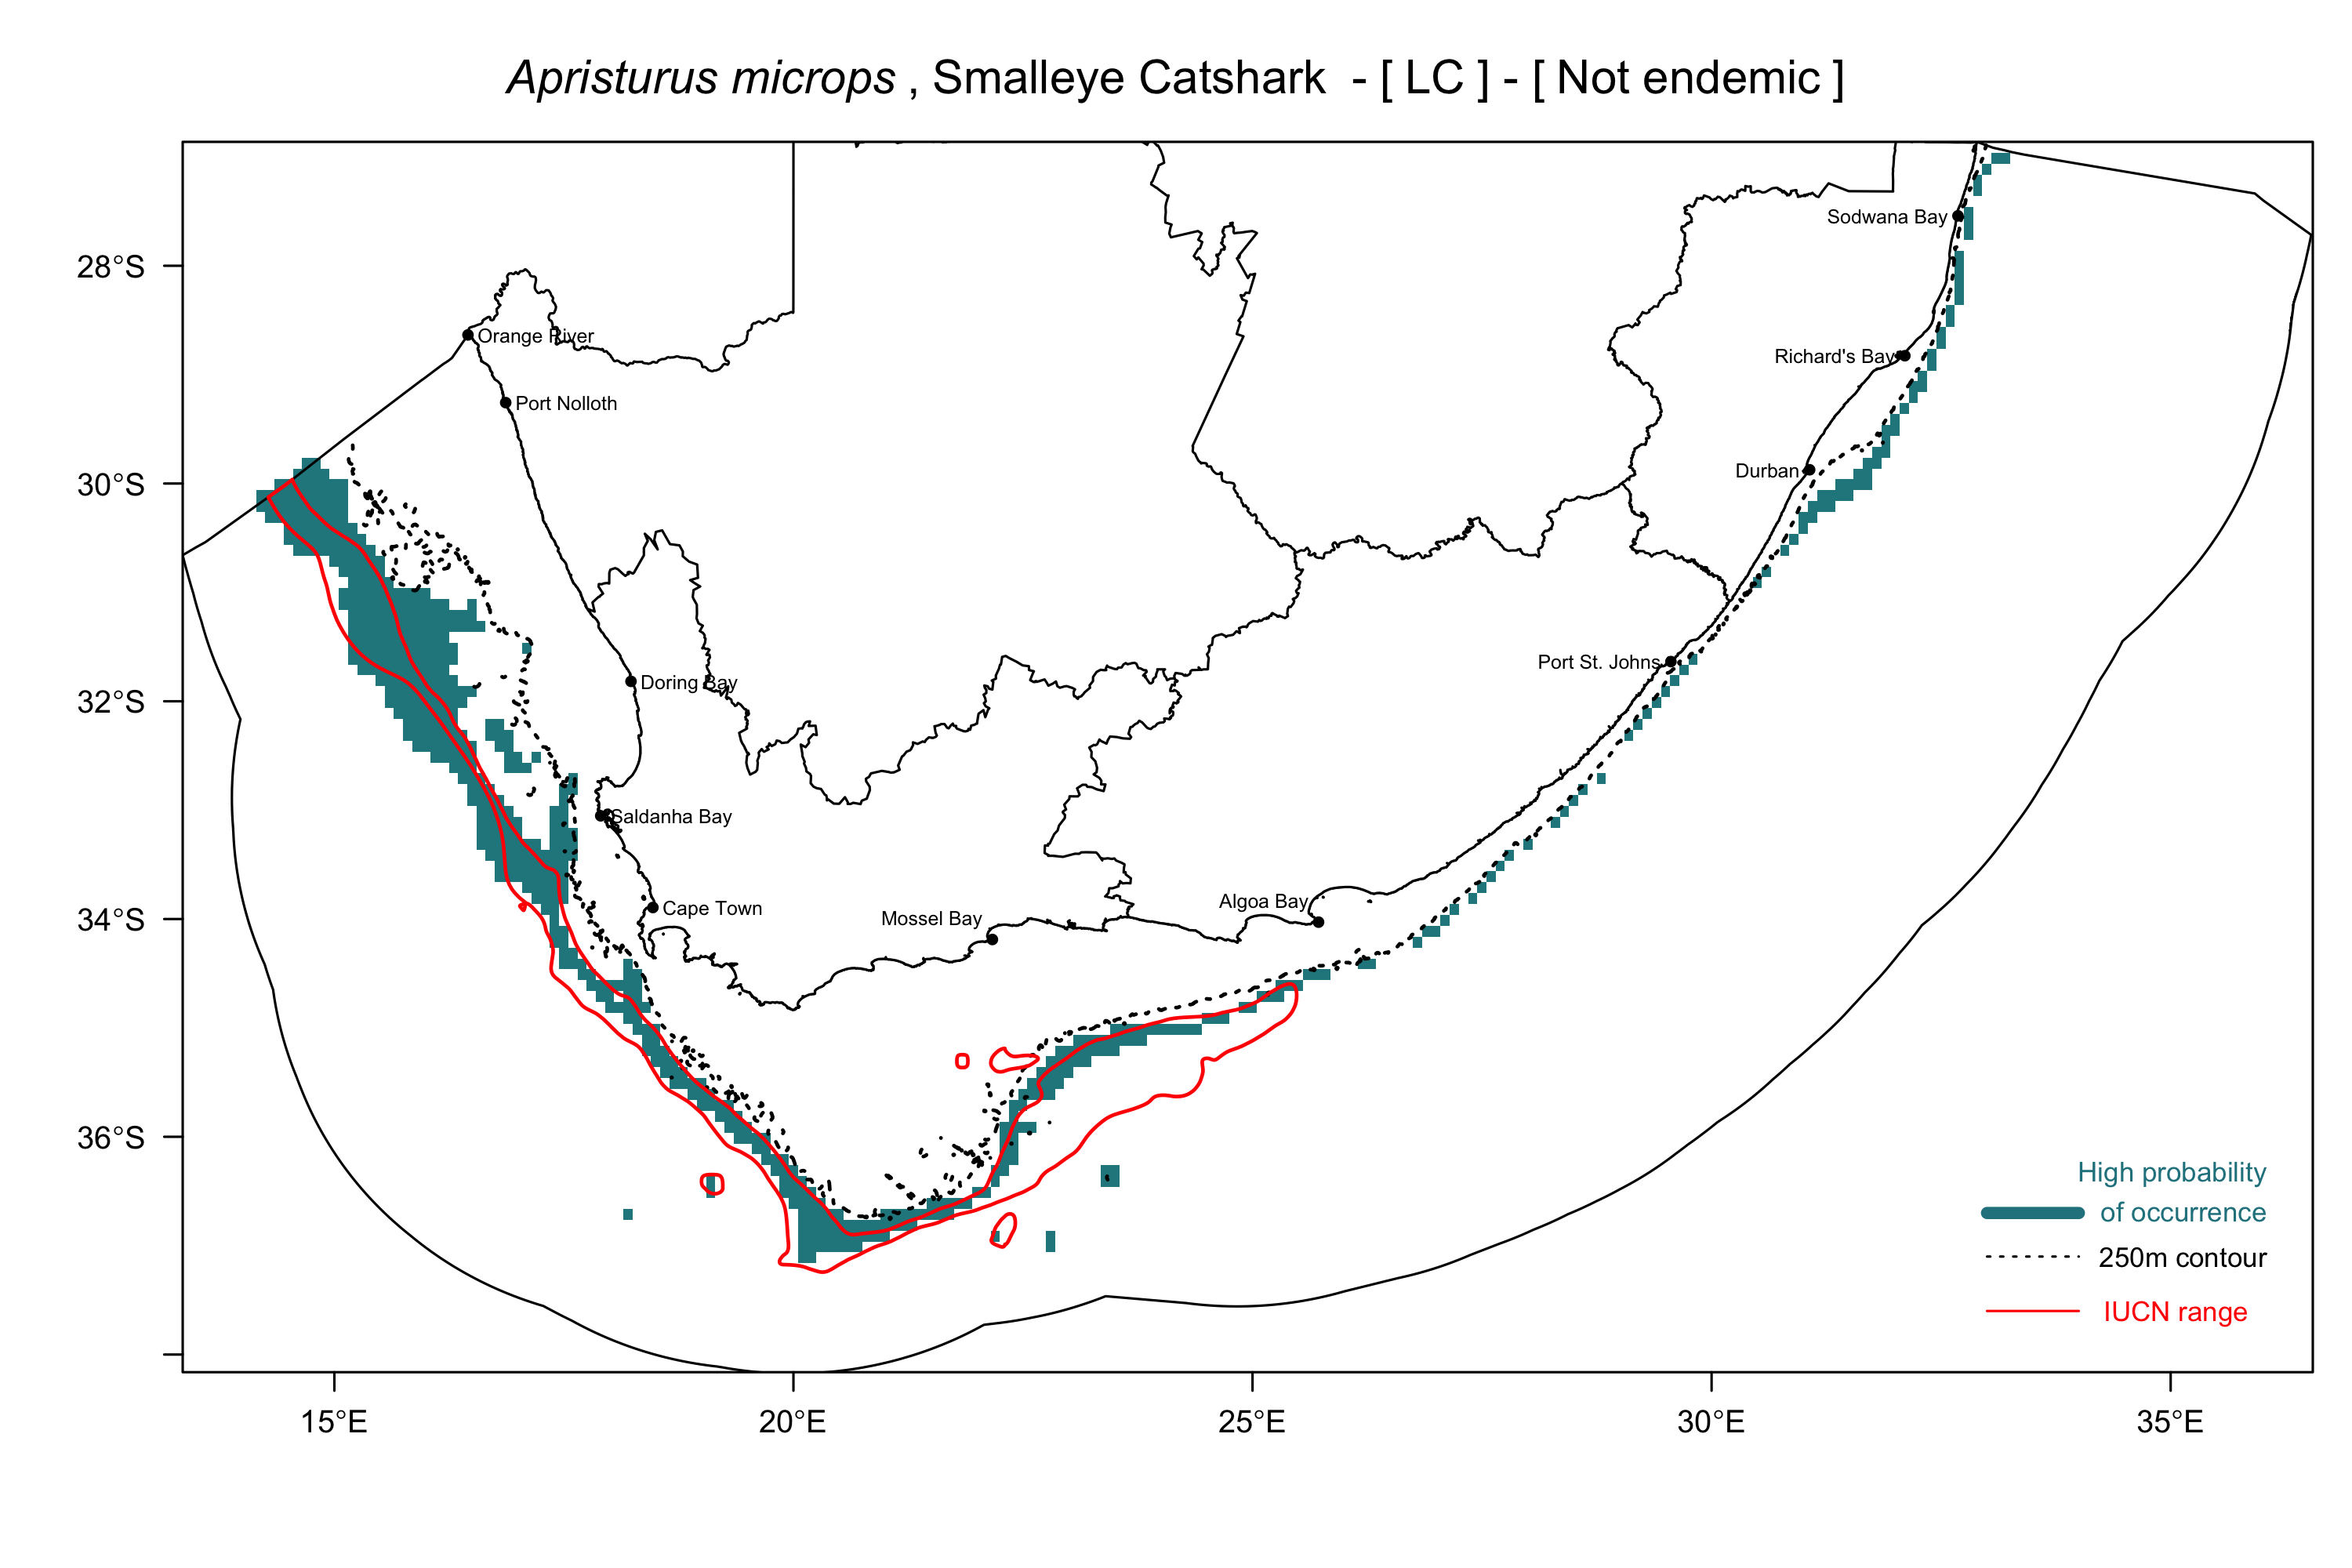 Apristurus microps , Smalleye Catshark - [ LC ] - [ Not endemic ]
28°S
30°S
32°S
34°S
36°S
Sodwana Bay
Richard's Bay
Durban
Port St. Johns
Orange River
Port Nolloth
Doring Bay
Saldanha Bay
Cape Town
Mossel Bay
Algoa Bay
High probability
of occurrence
250m contour
IUCN range
15°E
20°E
25°E
30°E
35°E